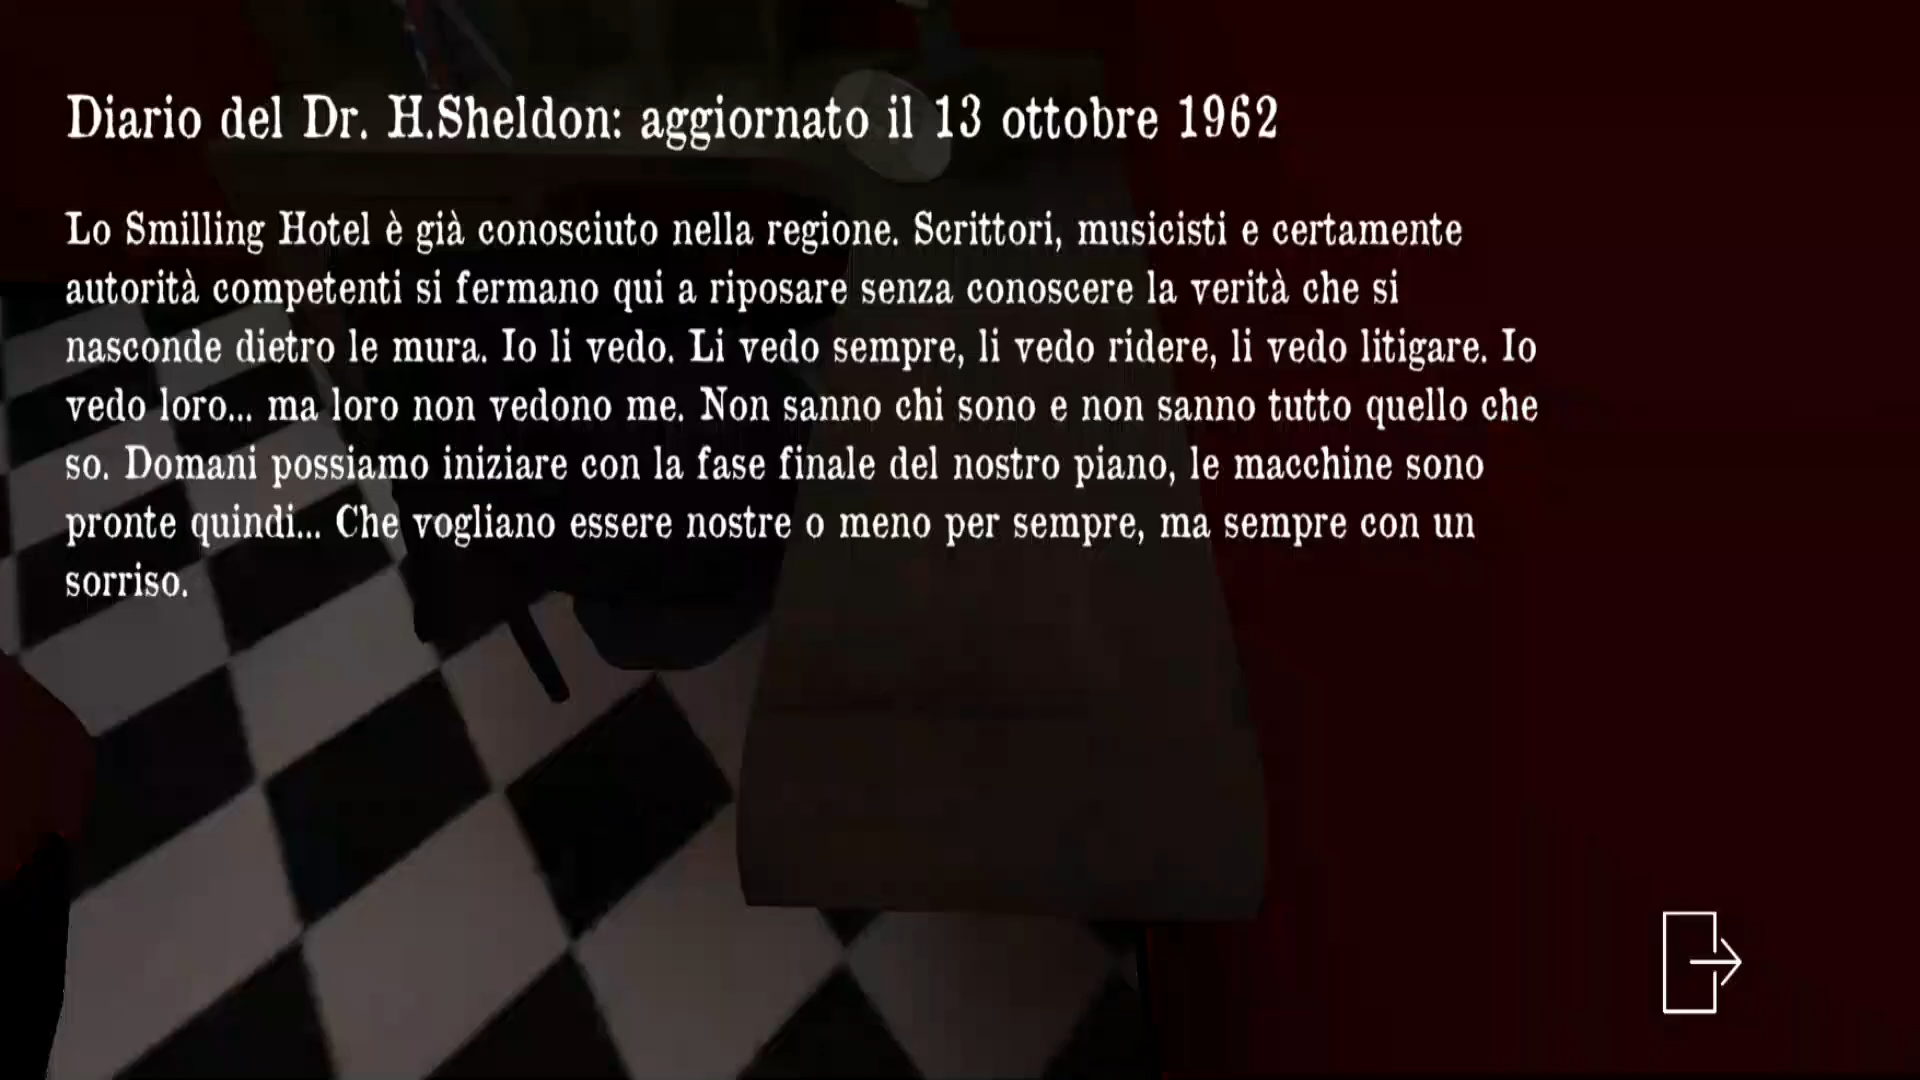 Diario del Dr. H.Sheldon: aggiornato il 13 ottobre 1962
Lo Smilling Hotel è già conosciuto nella regione. Scrittori, musicisti e certamente
autorità competenti si fermano qui a riposare senza conoscere la verità che si
nasconde dietro le mura. Io li vedo. Li vedo sempre, li vedo ridere, li vedo litigare. Io
vedo loro... ma loro non vedono me. Non sanno chi sono e non sanno tutto quello che
so. Domani possiamo iniziare con la fase finale del nostro piano, le macchine sono
pronte quindi... Che vogliano essere nostre o meno per sempre, ma sempre con un
sorriso.